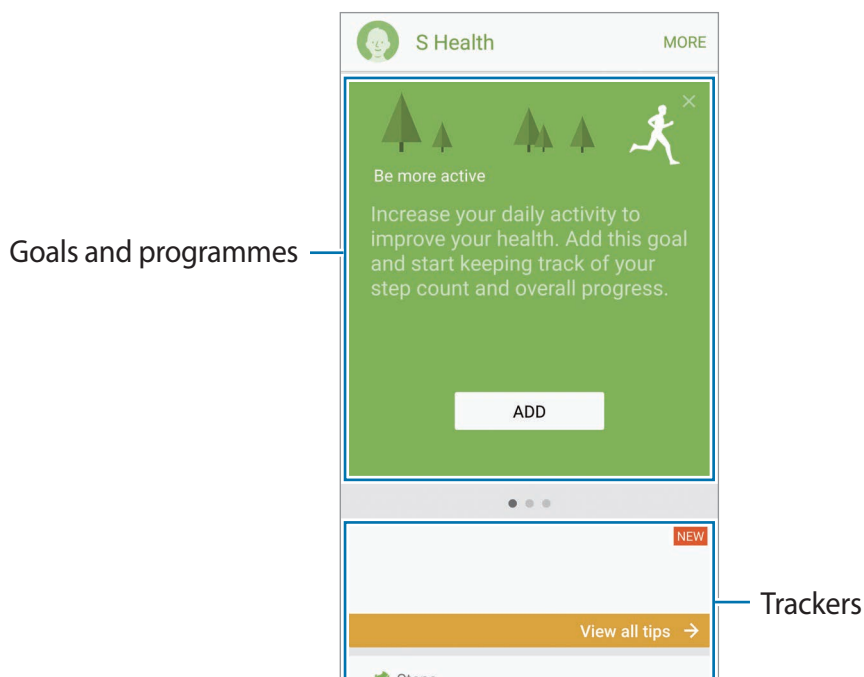 S Health
MORE
Be more active
Increase your daily activity to
improve your health. Add this goal
and start keeping track of your
step count and overall progress.
Goals and programmes
ADD
NEW
View all tips
Trackers
Steps